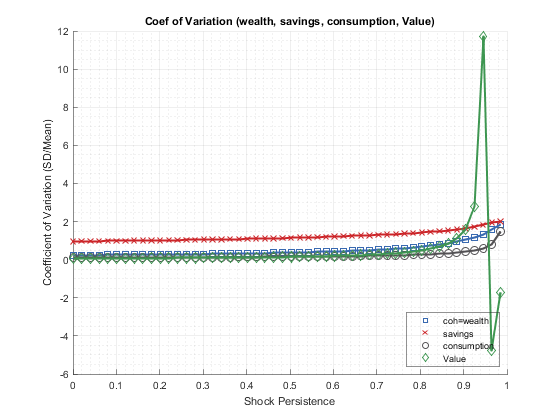 Coef of Variation (wealth, savings, consumption, Value)
12
10
8
6
4
2
0
-2
-4
-6
Coefficient of Variation (SD/Mean)
coh=wealth
savings
consumption
Value
0 0.1 0.2 0.3 0.4 0.5 0.6 0.7 0.8 0.9 1
Shock Persistence